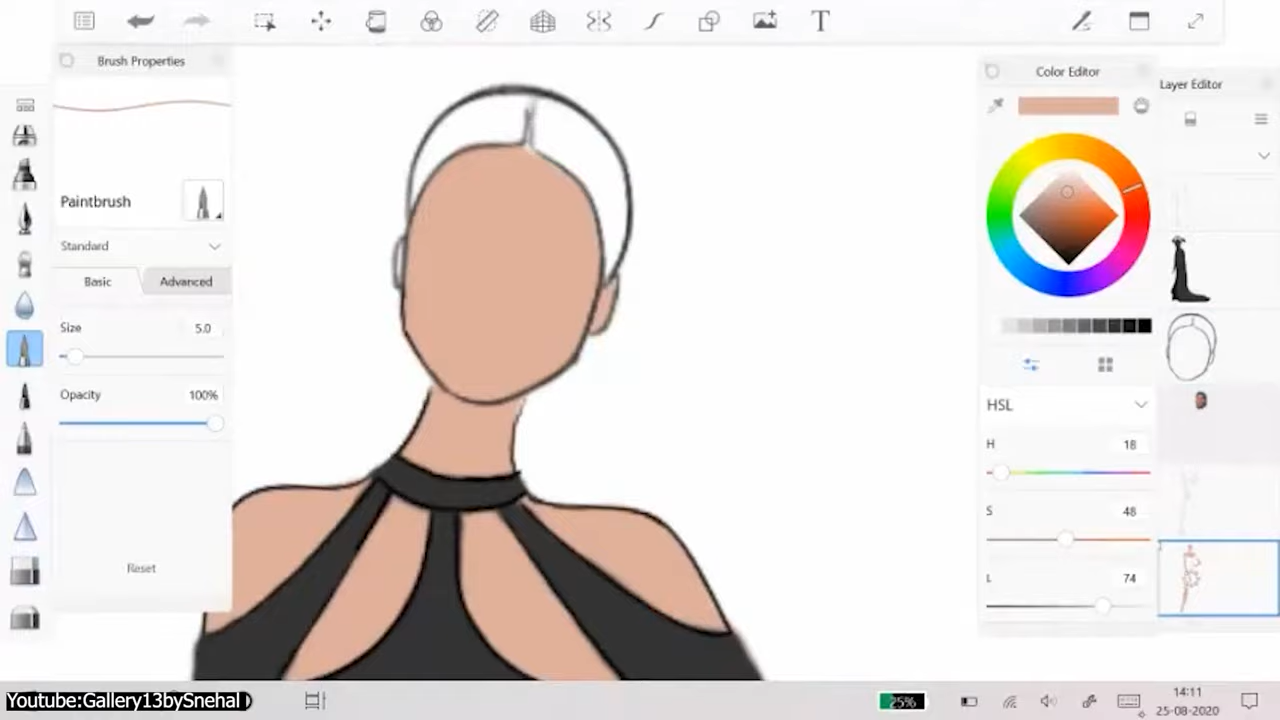 T
Brush Properties
Color Editor
Layer Editor
Paintbrush
Standard
Basic
Advanced
Size
5.0
Opacity
100%
Reset
HSL
H
18
S
48
L
74
Youtube:Gallery13bySnehal
25%
14:11
25-08-2020